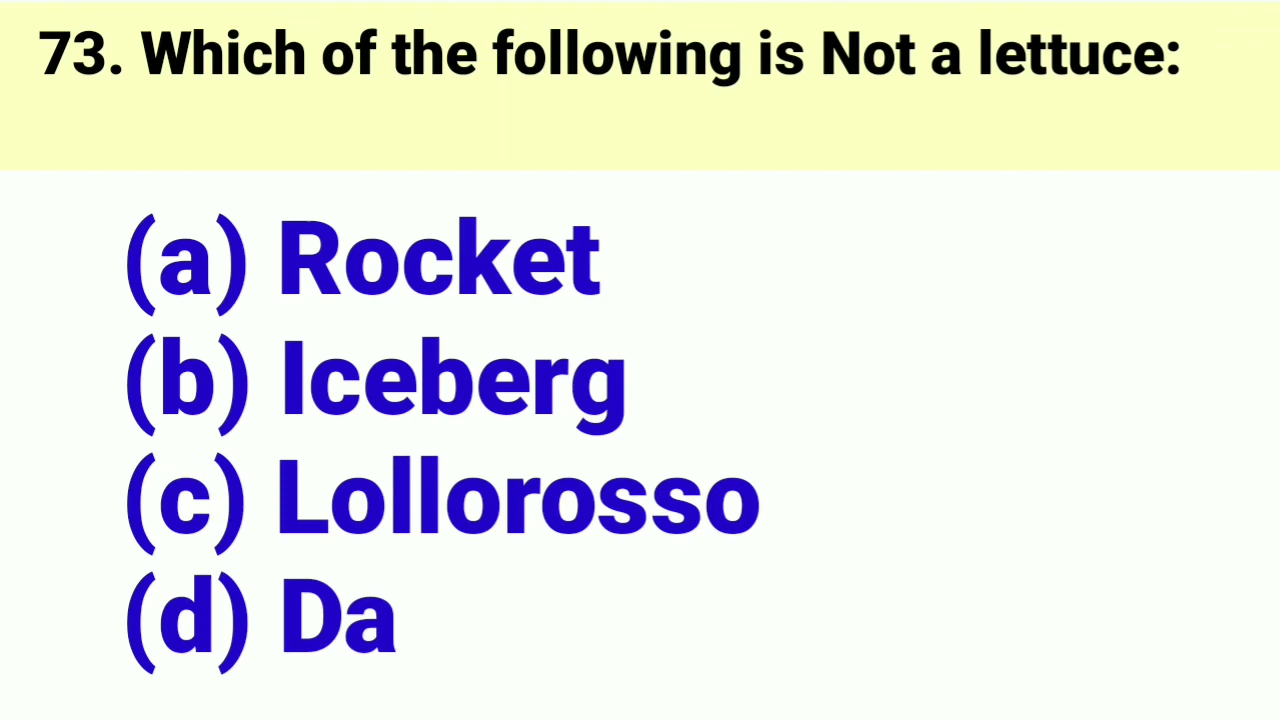 73. Which of the following is Not a lettuce:
(a) Rocket
(b) Iceberg
(c) Lollorosso
(d) Da